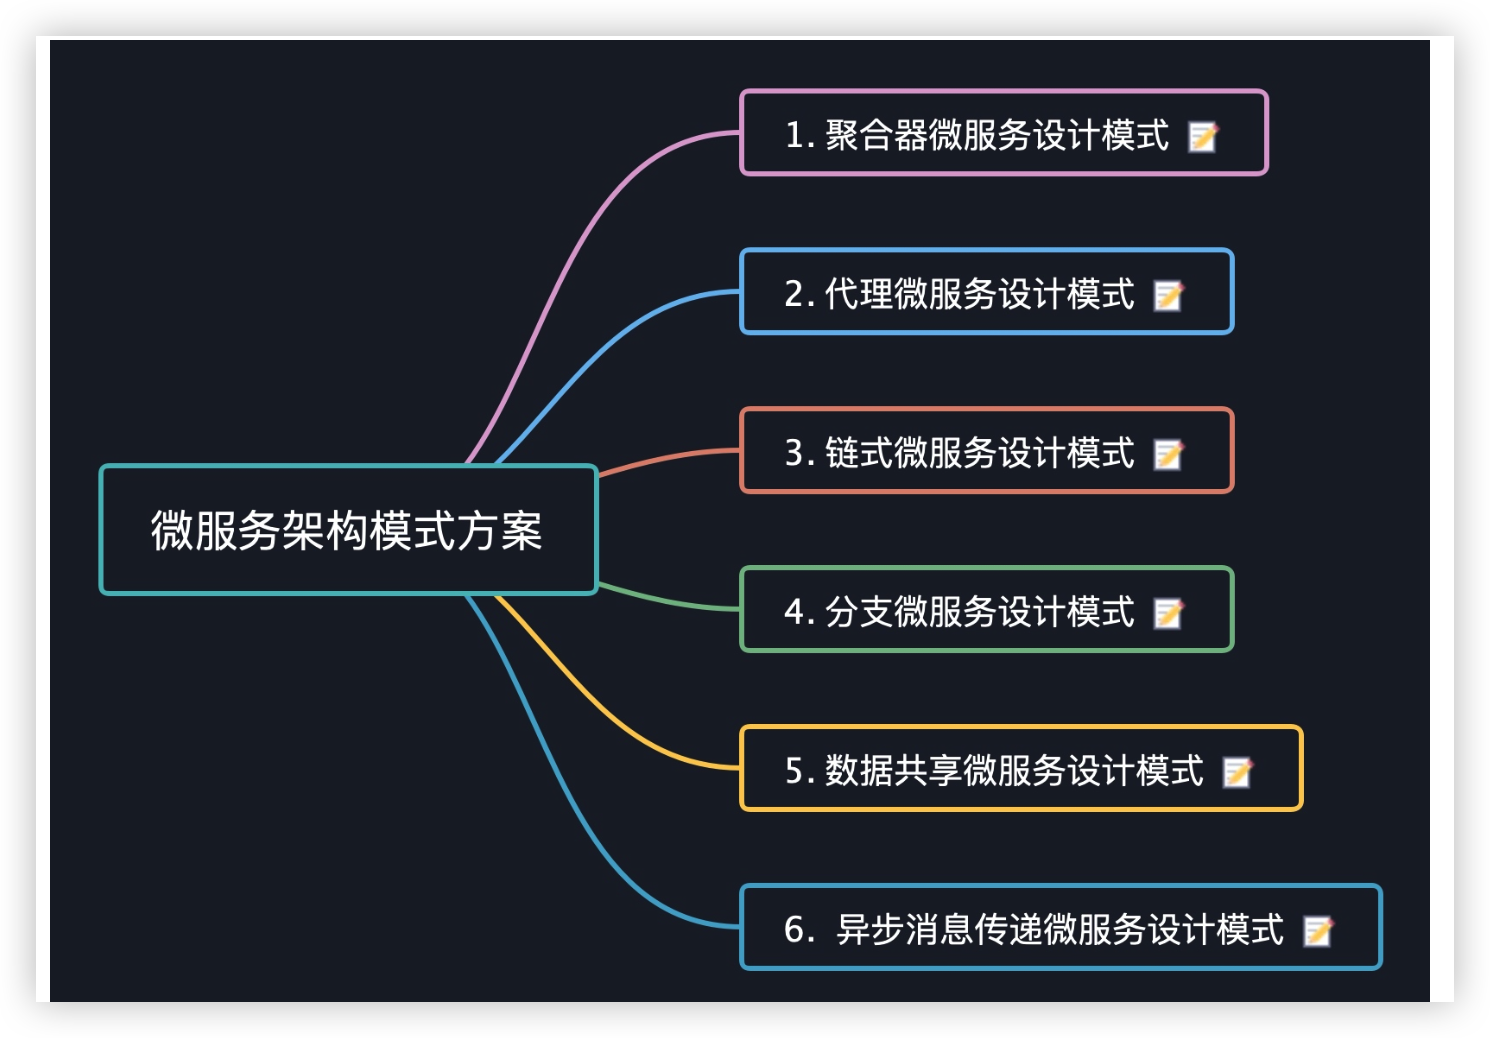 1. 聚合器微服务设计模式
2. 代理微服务设计模式
3. 链式微服务设计模式
微服务架构模式方案
4. 分支微服务设计模式
5. 数据共享微服务设计模式
6. 异步消息传递微服务设计模式